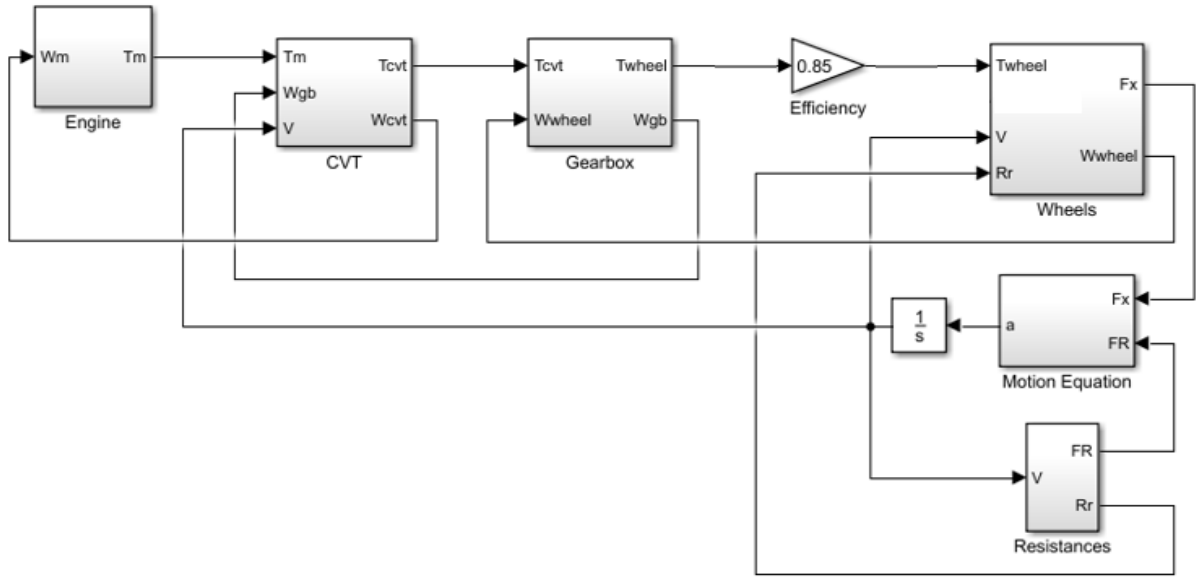 Wm
Tm
Engine
Tm
Wgb
V
Tcvt
Wcvt
CVT
Tcvt
Wwheel
Twheel
Wgb
Gearbox
0.85
Efficiency
Twheel
V
Rr
Fx
Wwheel
Wheels
Fx
a
FR
Motion Equation
1
s
FR
V
Rr
Resistances